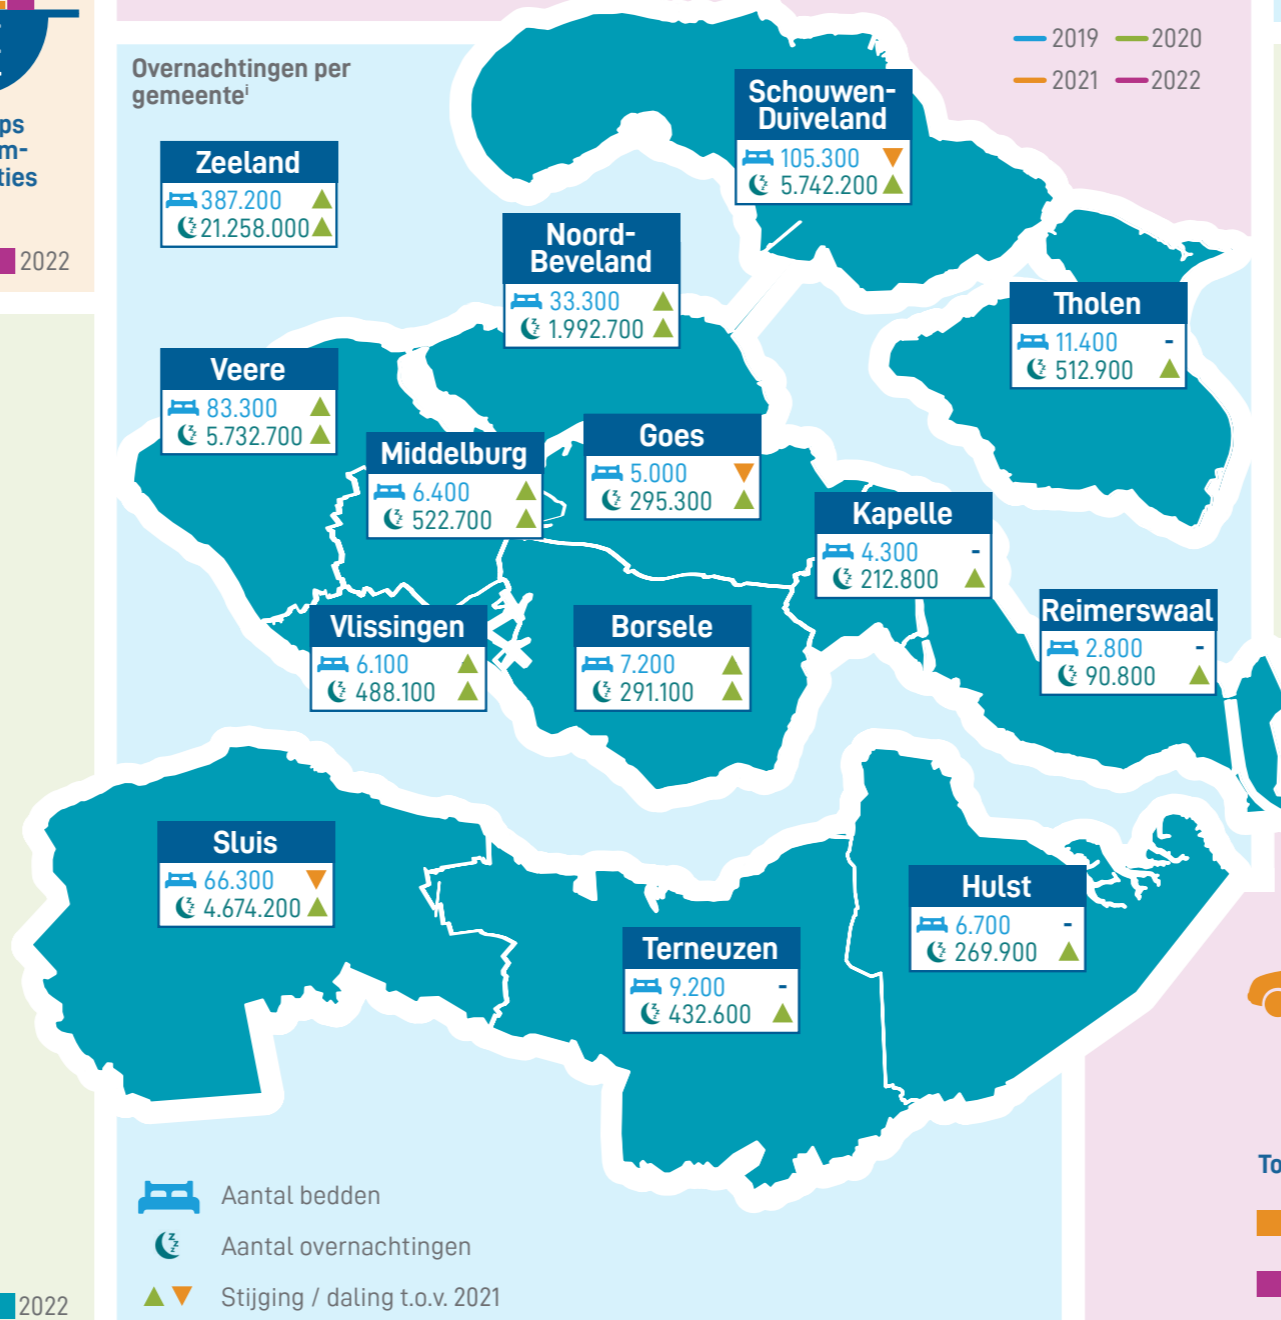 ps
m-
ties
2022
2022
Overnachtingen per
gemeenteⁱ
2019
2020
2021
2022
Zeeland
387.200
21.258.000
Schouwen-
Duiveland
105.300
5.742.200
Noord-
Beveland
33.300
1.992.700
Tholen
11.400 -
512.900
Veere
83.300
5.732.700
Middelburg
6.400
522.700
Goes
5.000
295.300
Kapelle
4.300 -
212.800
Vlissingen
6.100
488.100
Borsele
7.200
291.100
Reimerswaal
2.800 -
90.800
Sluis
66.300
4.674.200
Terneuzen
9.200 -
432.600
Hulst
6.700 -
269.900
Aantal bedden
Aantal overnachtingen
Stijging / daling t.o.v. 2021
To